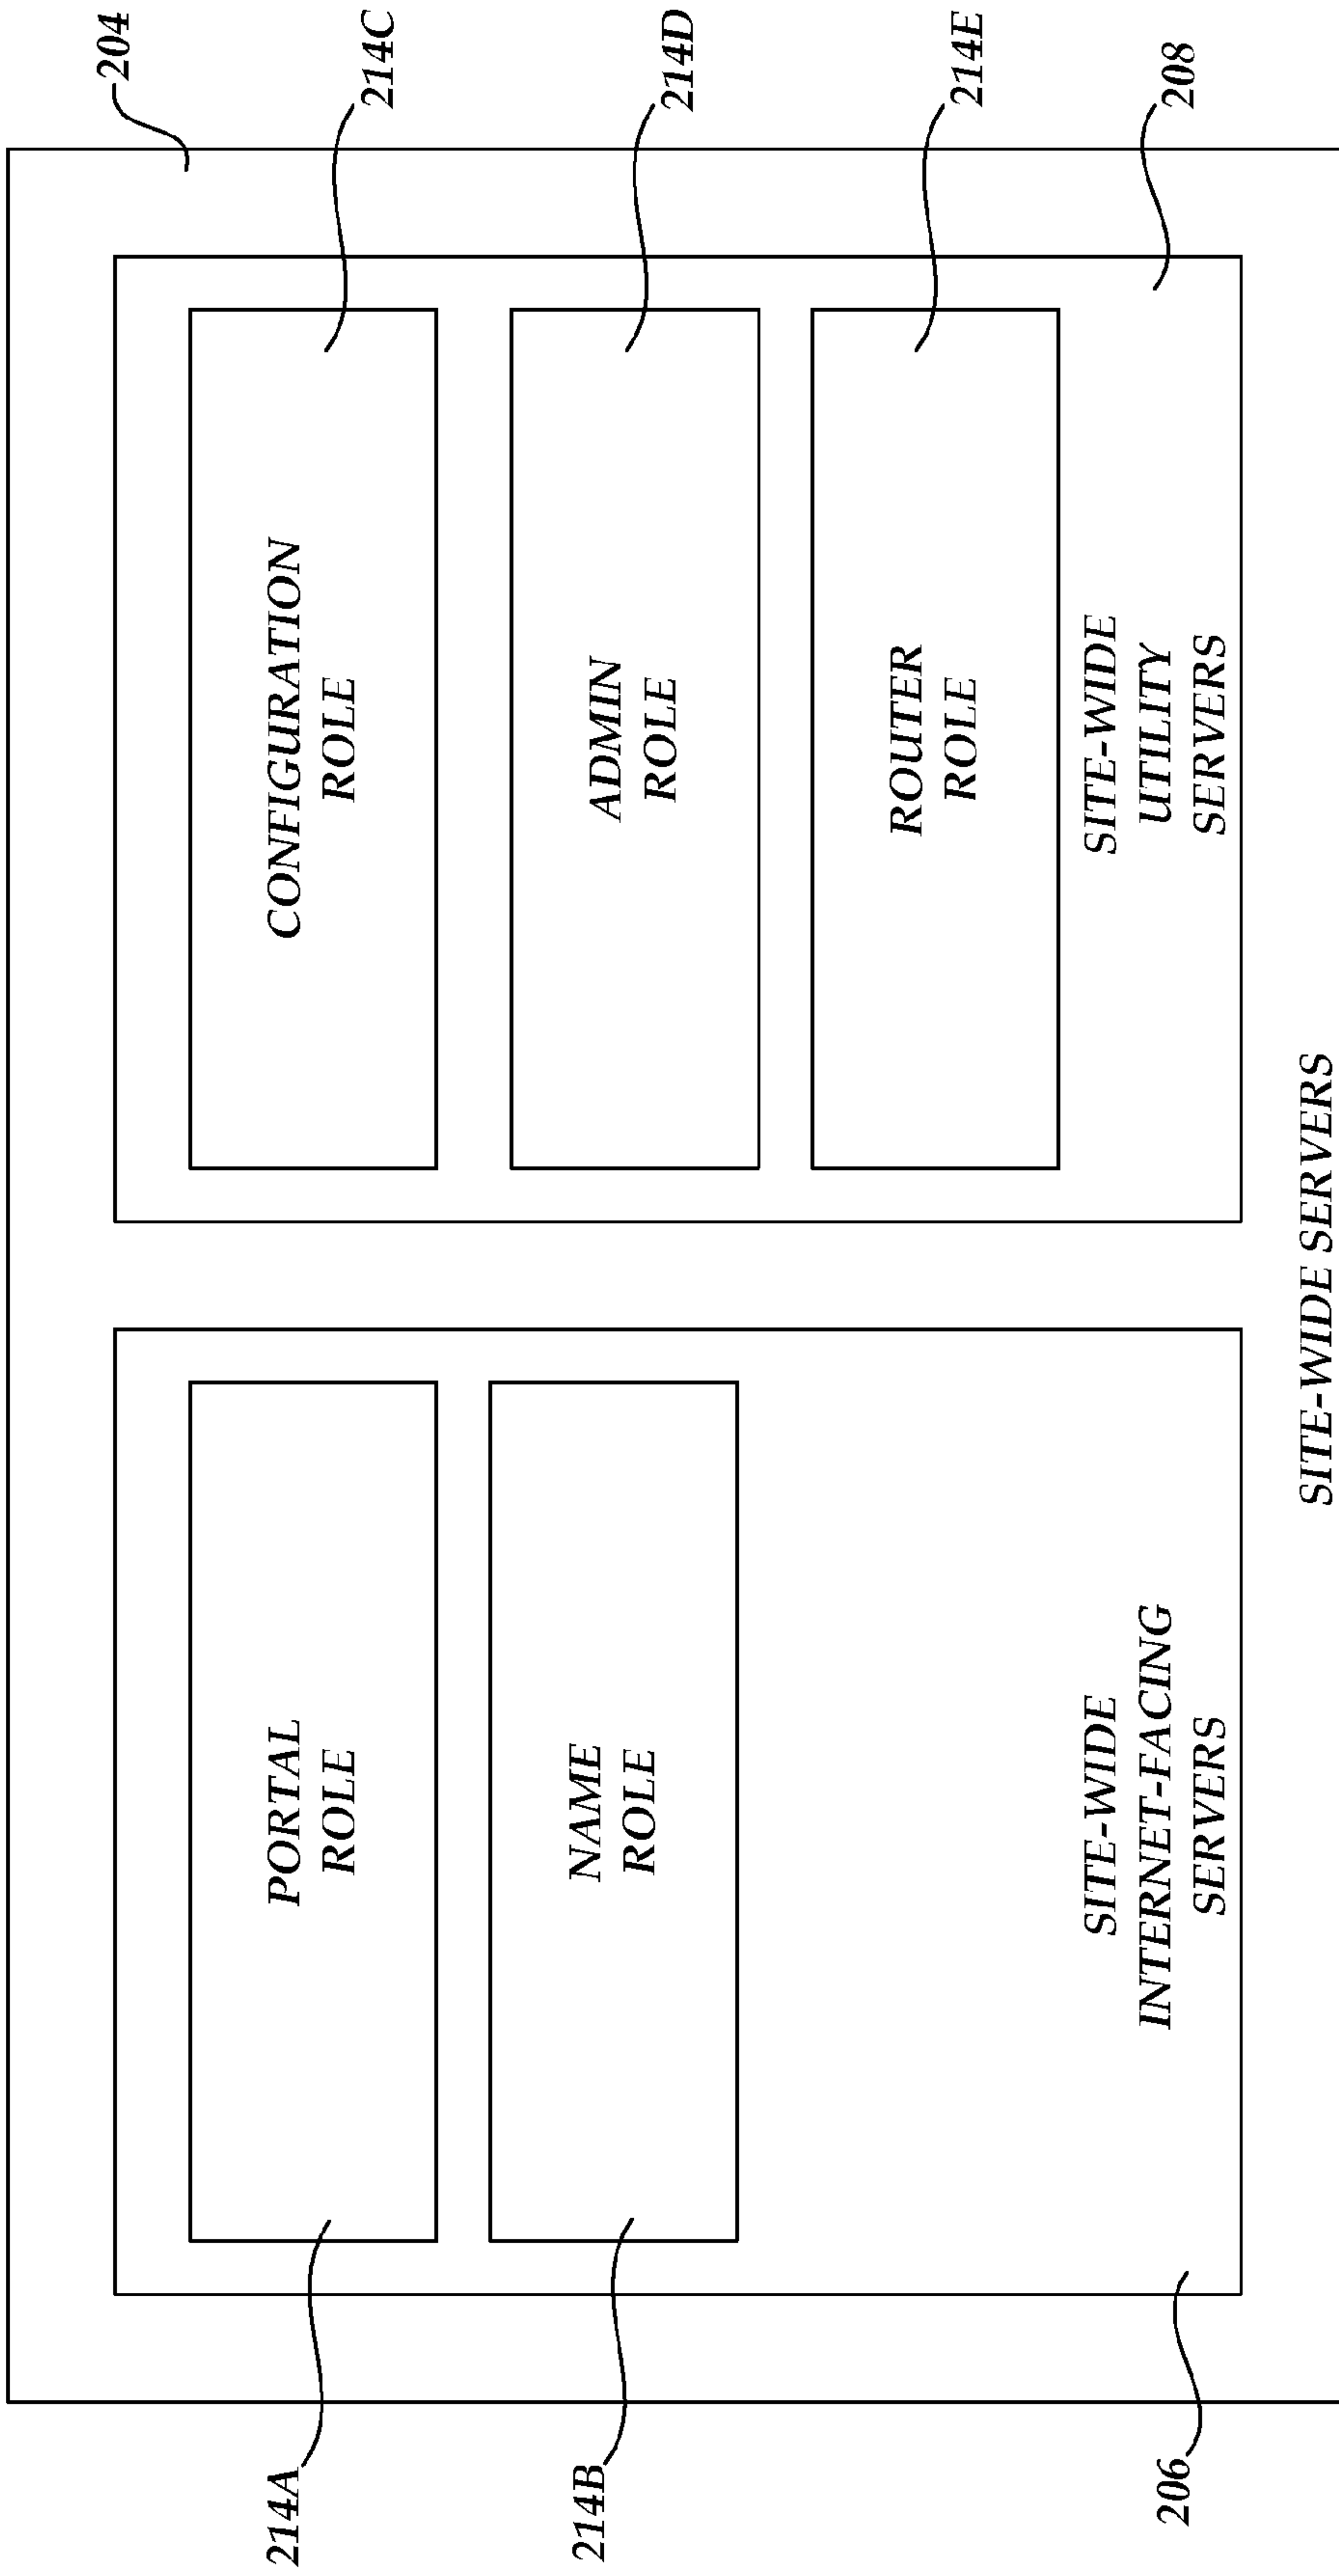 204
214A
PORTAL
ROLE
214B
NAME
ROLE
SITE-WIDE
INTERNET-FACING
SERVERS
206
CONFIGURATION
ROLE
214C
ADMIN
ROLE
214D
ROUTER
ROLE
214E
SITE-WIDE
UTILITY
SERVERS
208
SITE-WIDE SERVERS